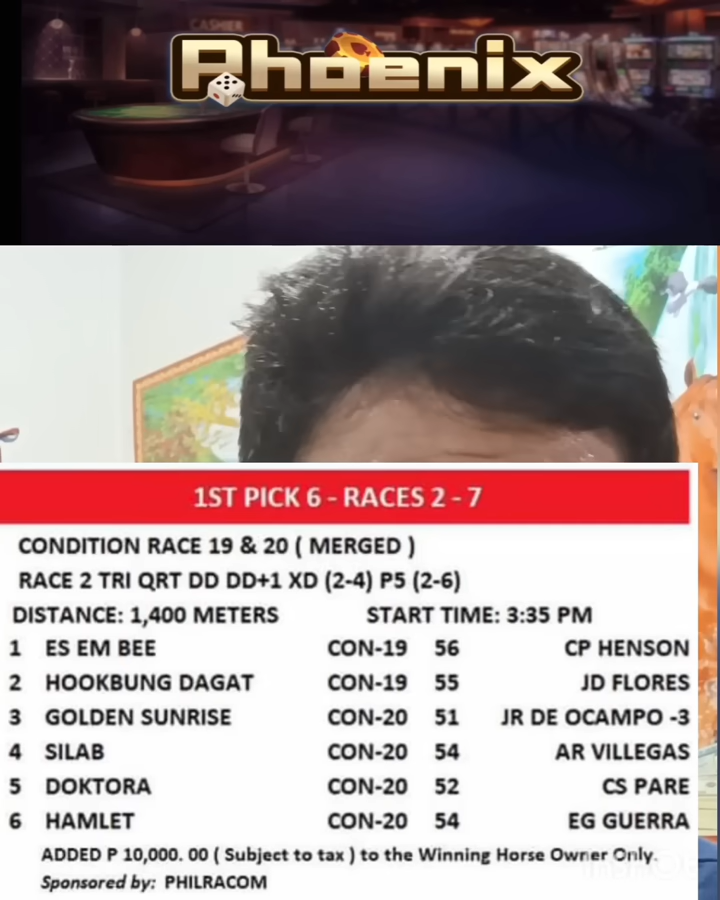 CASHIER
Phoenix
1ST PICK 6 - RACES 2 - 7
CONDITION RACE 19 & 20 ( MERGED )
RACE 2 TRI QRT DD DD+1 XD (2-4) P5 (2-6)
DISTANCE: 1,400 METERS START TIME: 3:35 PM
1 ES EM BEE CON-19 56 CP HENSON
2 HOOKBUNG DAGAT CON-19 55 JD FLORES
3 GOLDEN SUNRISE CON-20 51 JR DE OCAMPO -3
4 SILAB CON-20 54 AR VILLEGAS
5 DOKTORA CON-20 52 CS PARE
6 HAMLET CON-20 54 EG GUERRA
ADDED P 10,000. 00 ( Subject to tax ) to the Winning Horse Owner Only.
Sponsored by: PHILRACOM